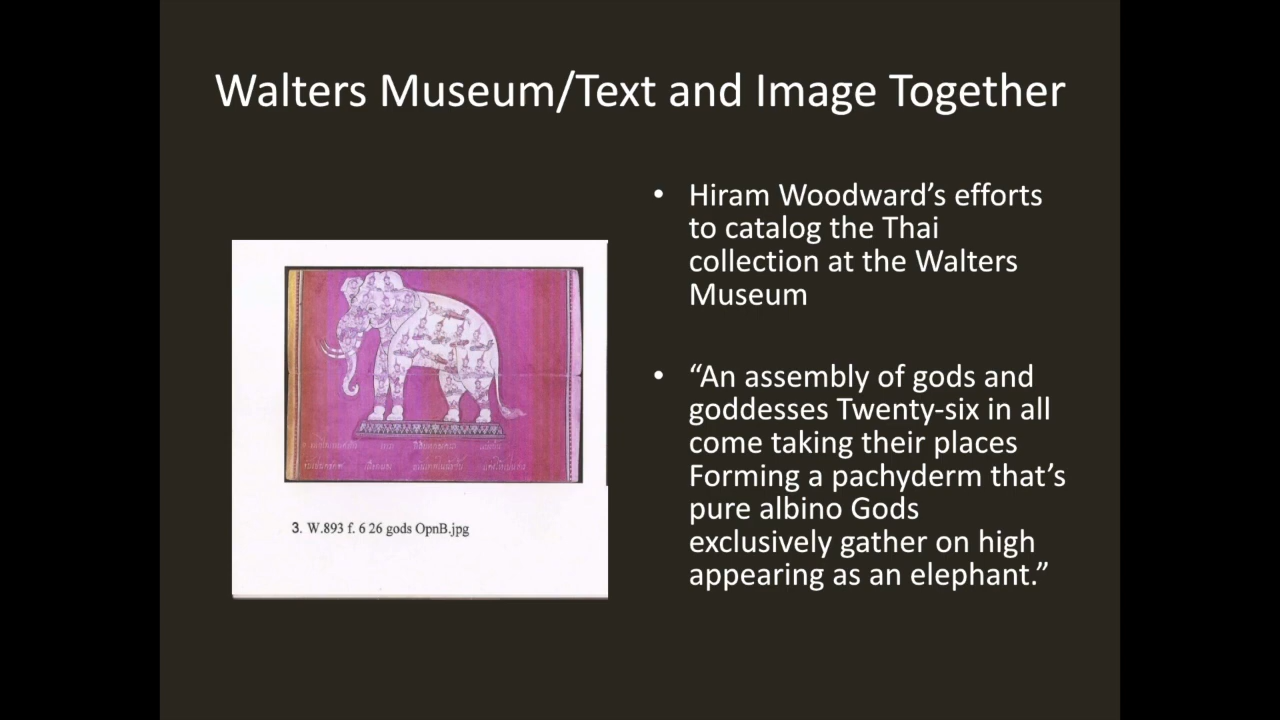 Walters Museum/Text and Image Together
• Hiram Woodward’s efforts
to catalog the Thai
collection at the Walters
Museum
• “An assembly of gods and
goddesses Twenty-six in all
come taking their places
Forming a pachyderm that’s
pure albino Gods
exclusively gather on high
appearing as an elephant.”
3. W.893 f. 6 26 gods OpnB.jpg